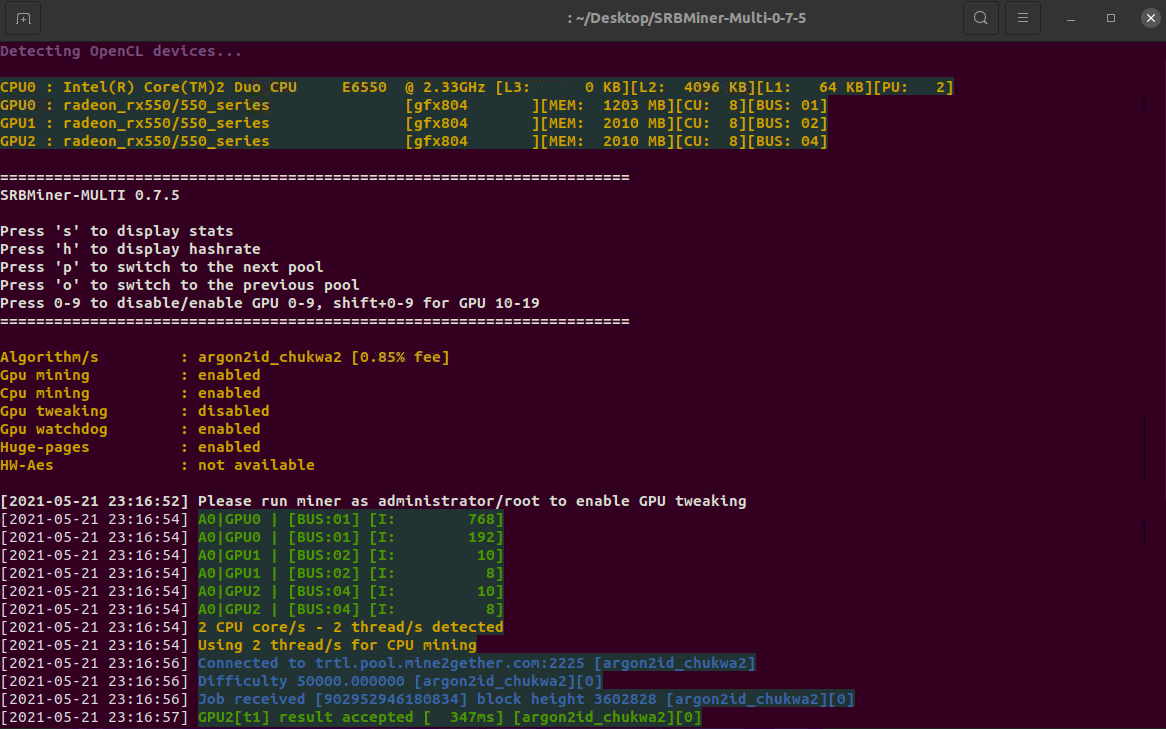 : ~/Desktop/SRBMiner-Multi-0-7-5
Detecting OpenCL devices...
CPU0 : Intel(R) Core(TM)2 Duo CPU     E6550  @ 2.33GHz [L3:      0 KB][L2:  4096 KB][L1:   64 KB][PU:   2]
GPU0 : radeon_rx550/550_series               [gfx804       ][MEM:  1203 MB][CU:  8][BUS: 01]
GPU1 : radeon_rx550/550_series               [gfx804       ][MEM:  2010 MB][CU:  8][BUS: 02]
GPU2 : radeon_rx550/550_series               [gfx804       ][MEM:  2010 MB][CU:  8][BUS: 04]
======================================================================
SRBMiner-MULTI 0.7.5
Press 's' to display stats
Press 'h' to display hashrate
Press 'p' to switch to the next pool
Press 'o' to switch to the previous pool
Press 0-9 to disable/enable GPU 0-9, shift+0-9 for GPU 10-19
======================================================================
Algorithm/s         : argon2id_chukwa2 [0.85% fee]
Gpu mining          : enabled
Cpu mining          : enabled
Gpu tweaking        : disabled
Gpu watchdog        : enabled
Huge-pages          : enabled
HW-Aes              : not available
[2021-05-21 23:16:52] Please run miner as administrator/root to enable GPU tweaking
[2021-05-21 23:16:54] A0|GPU0 | [BUS:01] [I:        768]
[2021-05-21 23:16:54] A0|GPU0 | [BUS:01] [I:        192]
[2021-05-21 23:16:54] A0|GPU1 | [BUS:02] [I:         10]
[2021-05-21 23:16:54] A0|GPU1 | [BUS:02] [I:          8]
[2021-05-21 23:16:54] A0|GPU2 | [BUS:04] [I:         10]
[2021-05-21 23:16:54] A0|GPU2 | [BUS:04] [I:          8]
[2021-05-21 23:16:54] 2 CPU core/s - 2 thread/s detected
[2021-05-21 23:16:54] Using 2 thread/s for CPU mining
[2021-05-21 23:16:56] Connected to trtl.pool.mine2gether.com:2225 [argon2id_chukwa2]
[2021-05-21 23:16:56] Difficulty 50000.000000 [argon2id_chukwa2][0]
[2021-05-21 23:16:56] Job received [902952946180834] block height 3602828 [argon2id_chukwa2][0]
[2021-05-21 23:16:57] GPU2[t1] result accepted [  347ms] [argon2id_chukwa2][0]